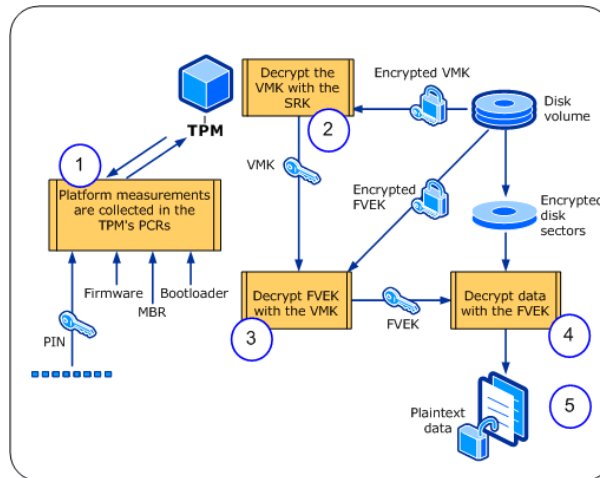 TPM
1
Platform measurements
are collected in the
TPM's PCRs
PIN
Firmware
MBR
Bootloader
Decrypt the
VMK with the
SRK
2
Encrypted VMK
Disk
volume
VMK
Encrypted
FVEK
Encrypted
disk
sectors
Decrypt FVEK
with the VMK
3
FVEK
Decrypt data
with the FVEK
4
Plaintext
data
5